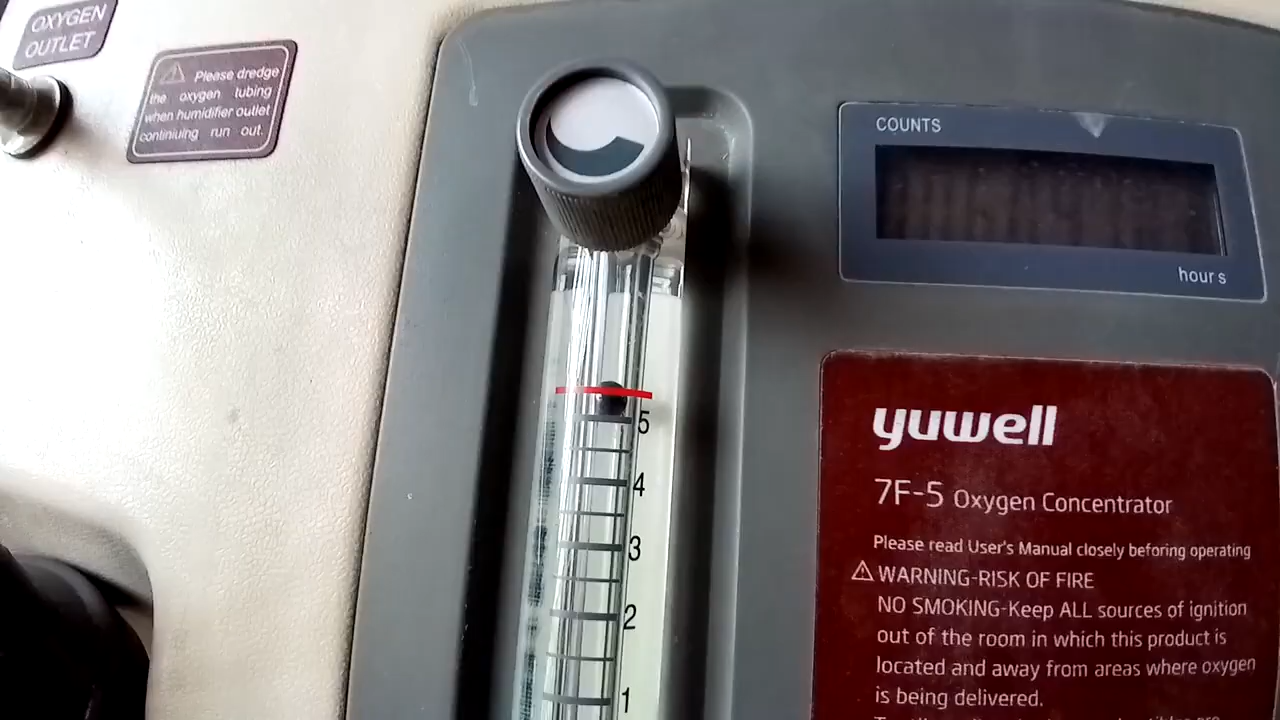 OXYGEN
OUTLET
⚠ Please dredge
the oxygen tubing
when humidifier outlet
continiuing run out.
COUNTS
hours
5
4
3
2
1
yuwell
7F-5 Oxygen Concentrator
Please read User's Manual closely beforing operating
⚠ WARNING-RISK OF FIRE
NO SMOKING-Keep ALL sources of ignition
out of the room in which this product is
located and away from areas where oxygen
is being delivered.